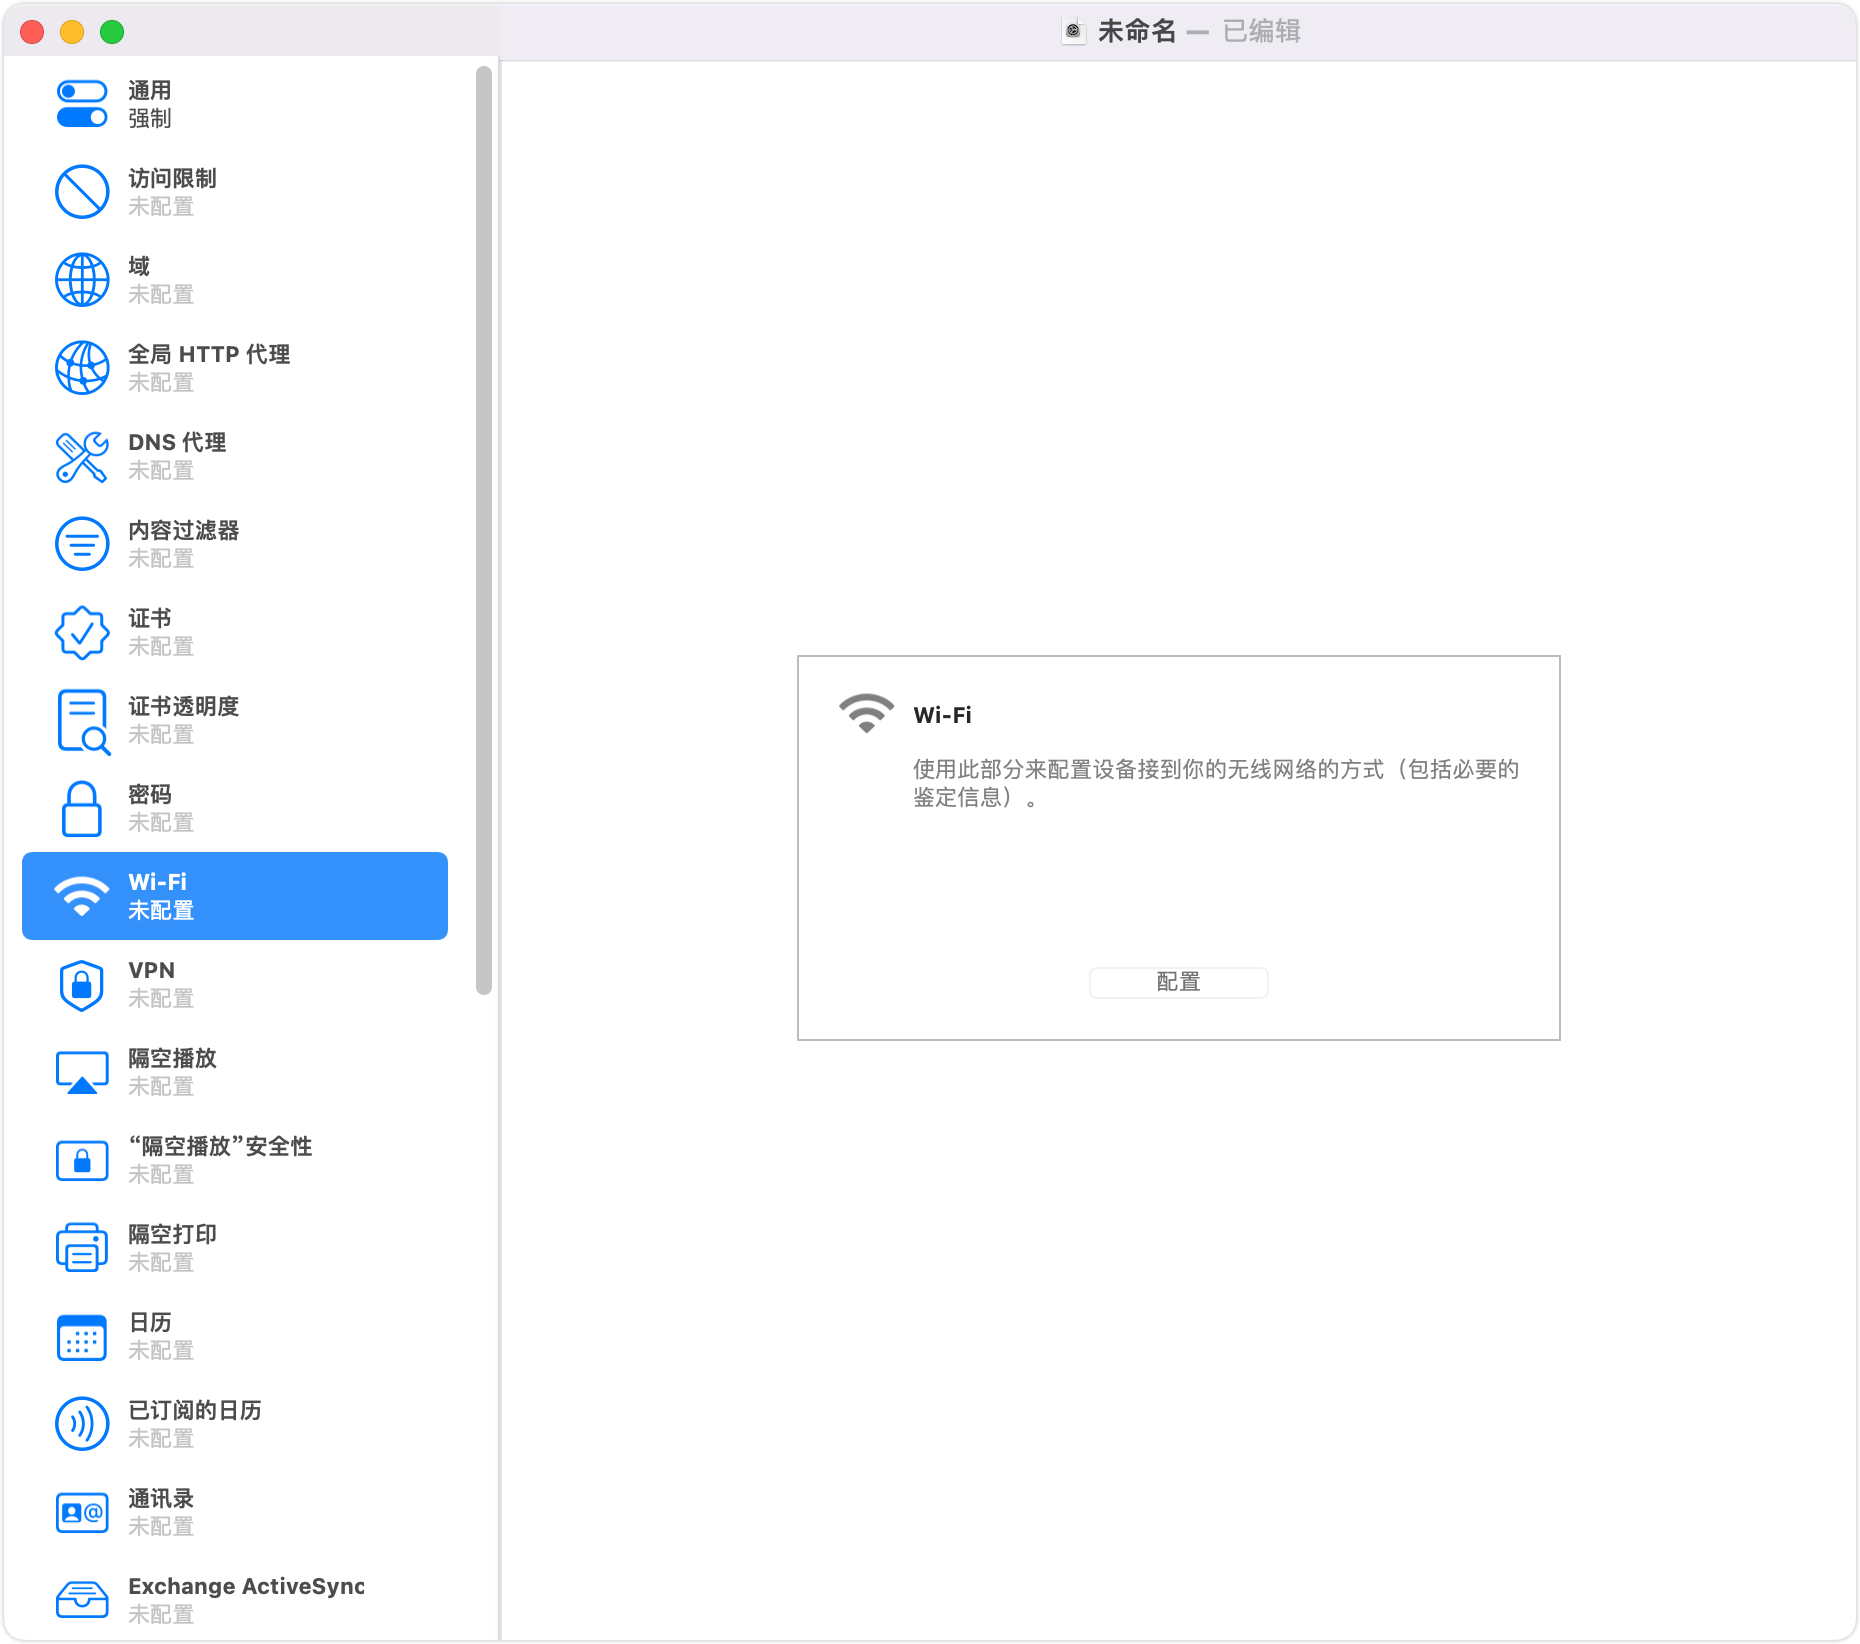 未命名 — 已编辑
通用
强制
访问限制
未配置
域
未配置
全局 HTTP 代理
未配置
DNS 代理
未配置
内容过滤器
未配置
证书
未配置
证书透明度
未配置
密码
未配置
Wi-Fi
未配置
VPN
未配置
隔空播放
未配置
“隔空播放”安全性
未配置
隔空打印
未配置
日历
未配置
已订阅的日历
未配置
通讯录
未配置
Exchange ActiveSync
未配置
Wi-Fi
使用此部分来配置设备接到你的无线网络的方式（包括必要的
鉴定信息）。
配置